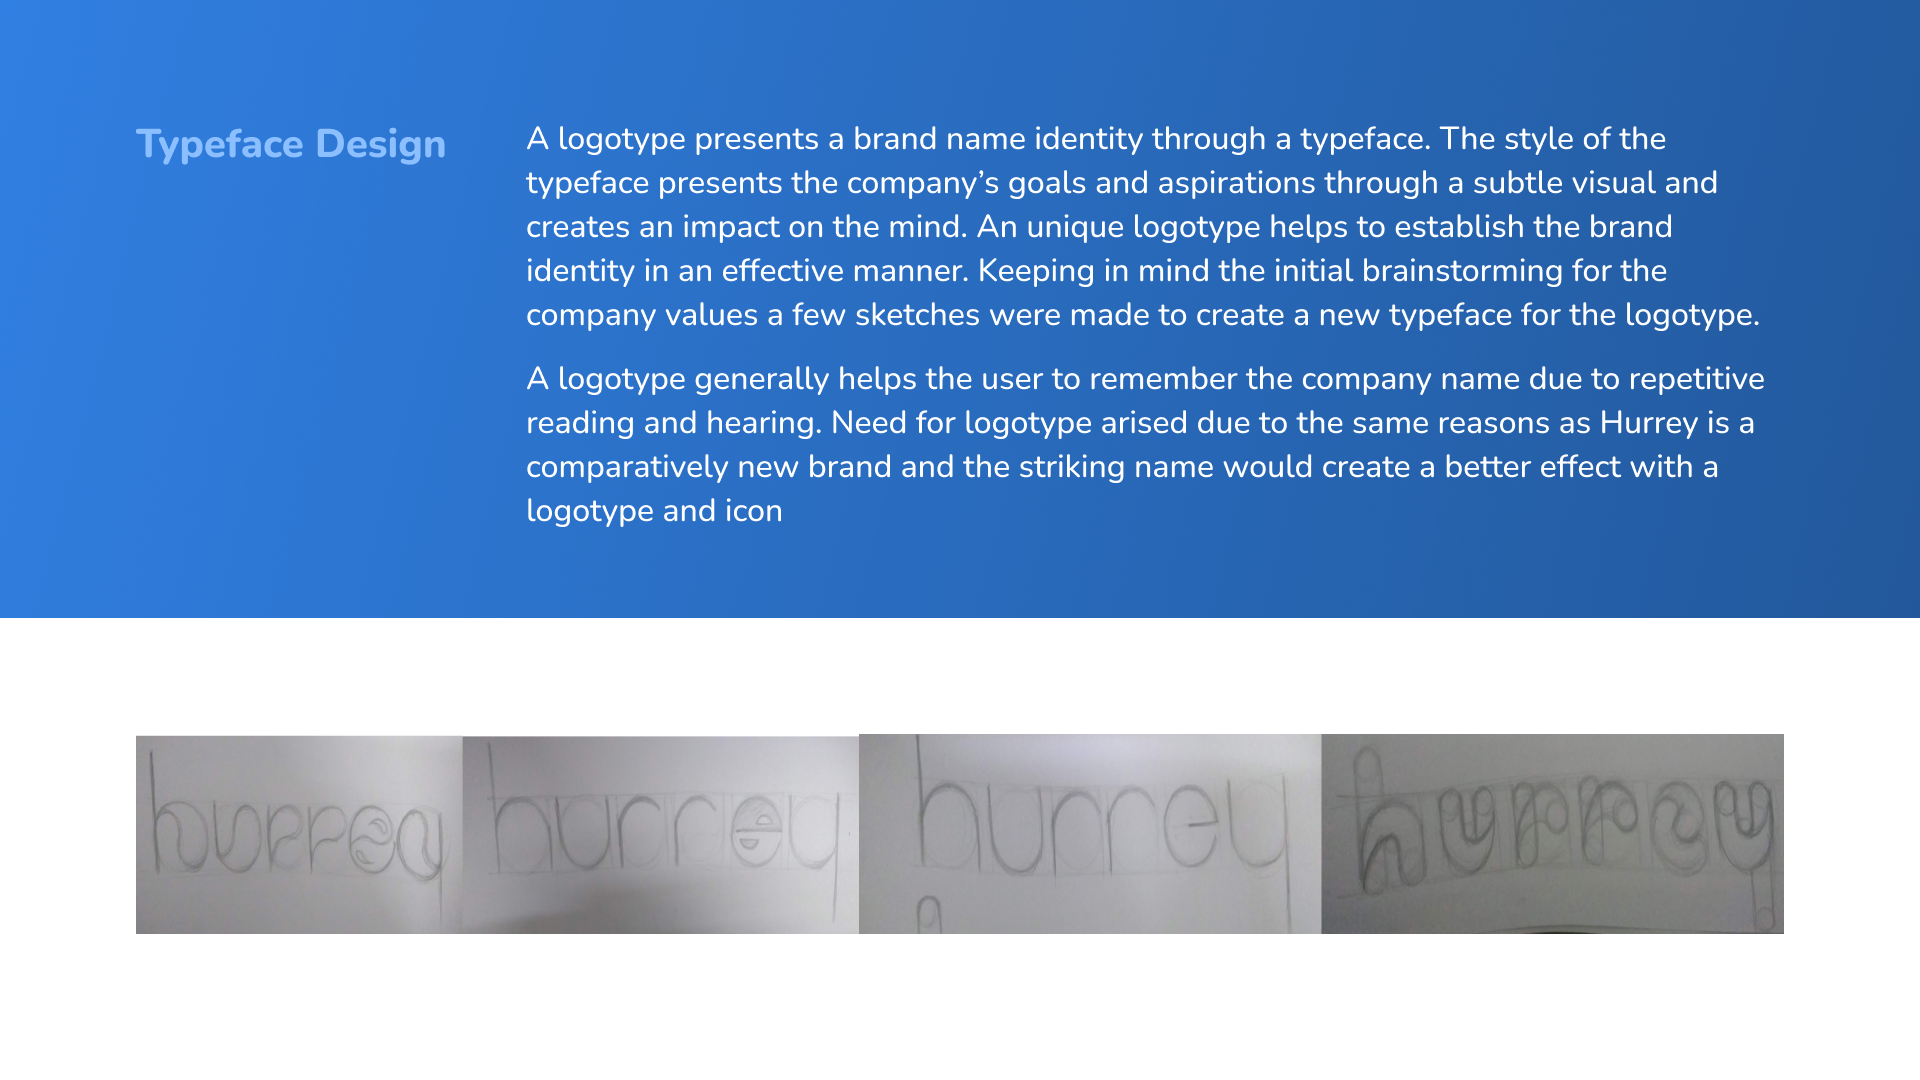 Typeface Design
A logotype presents a brand name identity through a typeface. The style of the
typeface presents the company’s goals and aspirations through a subtle visual and
creates an impact on the mind. An unique logotype helps to establish the brand
identity in an effective manner. Keeping in mind the initial brainstorming for the
company values a few sketches were made to create a new typeface for the logotype.
A logotype generally helps the user to remember the company name due to repetitive
reading and hearing. Need for logotype arised due to the same reasons as Hurrey is a
comparatively new brand and the striking name would create a better effect with a
logotype and icon
hurrey
hurrey
hurrey
hurrey